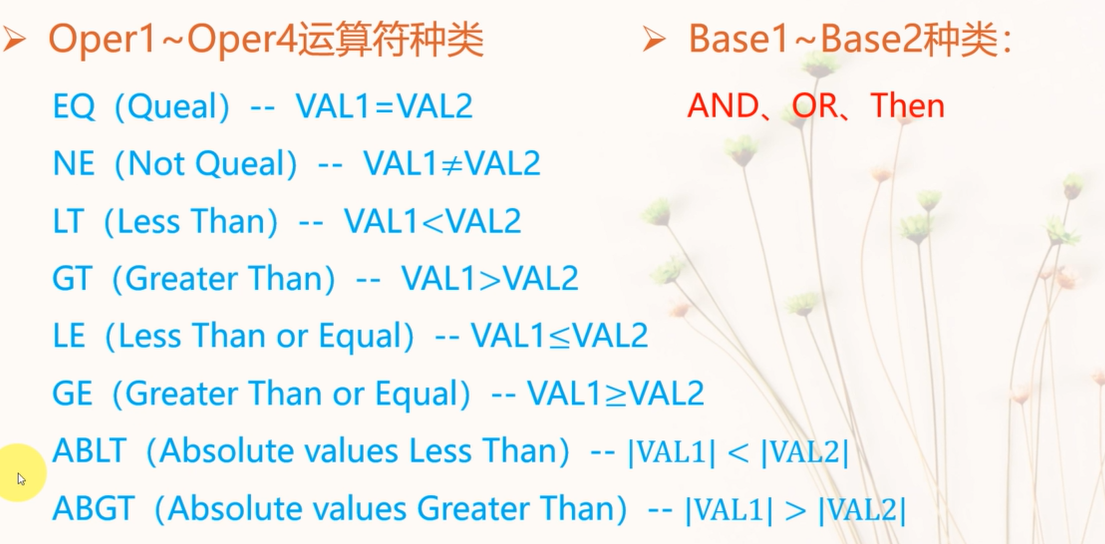 ➢ Oper1~Oper4运算符种类
EQ（Queal）-- VAL1=VAL2
NE（Not Queal）-- VAL1≠VAL2
LT（Less Than）-- VAL1<VAL2
GT（Greater Than）-- VAL1>VAL2
LE（Less Than or Equal）-- VAL1≤VAL2
GE（Greater Than or Equal）-- VAL1≥VAL2
ABLT（Absolute values Less Than）-- |VAL1| < |VAL2|
ABGT（Absolute values Greater Than）-- |VAL1| > |VAL2|
➢ Base1~Base2种类：
AND、OR、Then